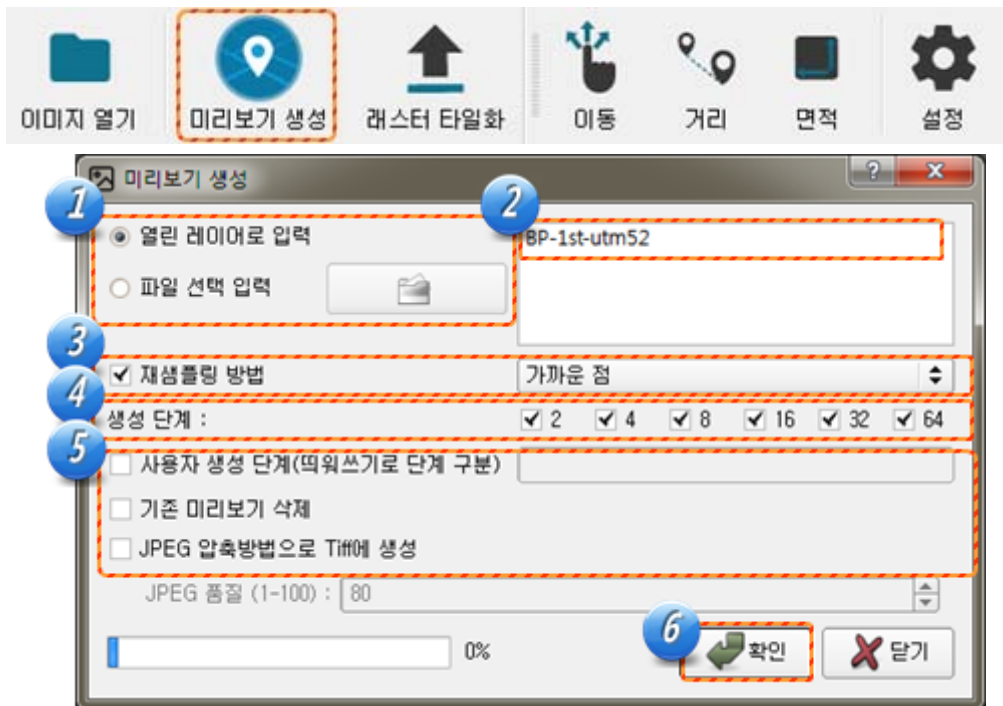 이미지 열기 미리보기 생성 래스터 타일화 이동 거리 면적 설정
미리보기 생성 ?
1 2
열린 레이어로 입력 BP-1st-utm52
파일 선택 입력
3
재샘플링 방법 가까운 점
4
생성 단계 : 2 4 8 16 32 64
5
사용자 생성 단계(띄워쓰기로 단계 구분)
기존 미리보기 삭제
JPEG 압축방법으로 Tiff에 생성
JPEG 품질 (1-100) : 80
6
0% 확인 닫기